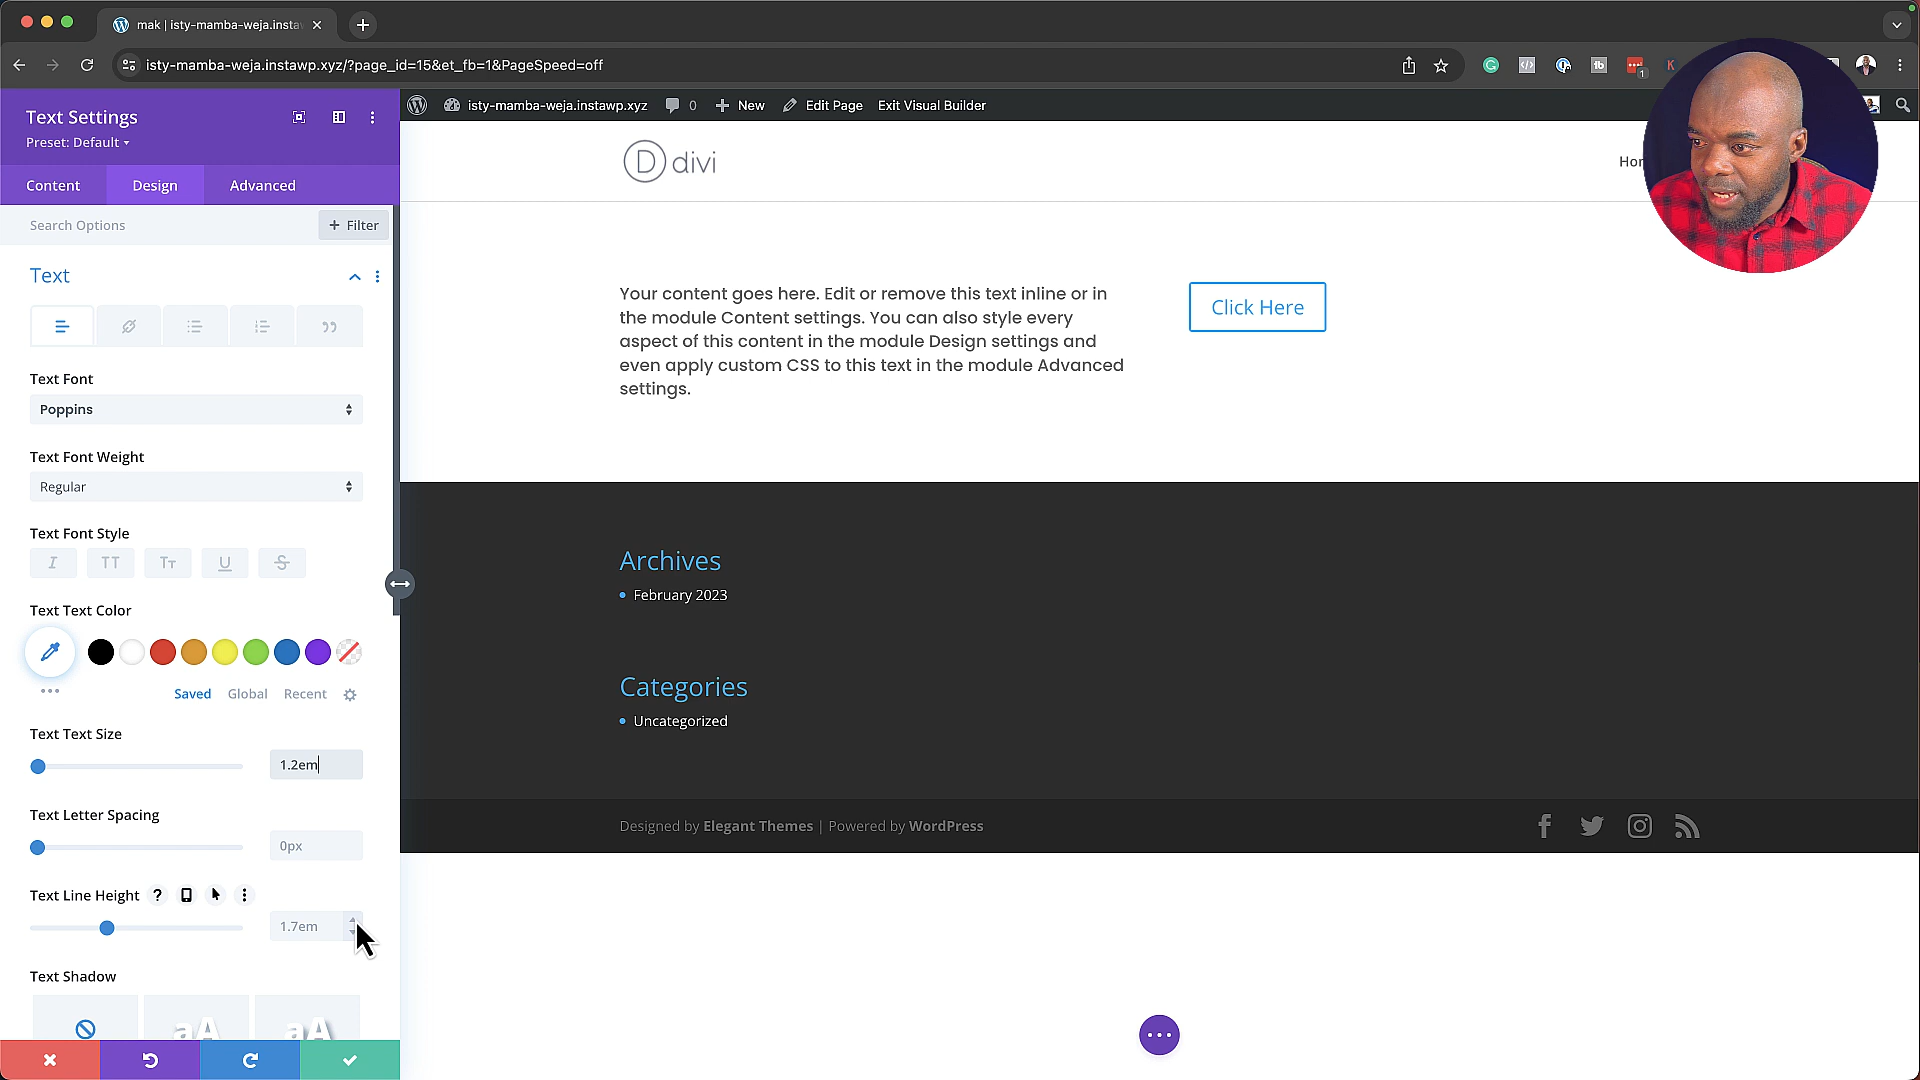 mak | isty-mamba-weja.insta
isty-mamba-weja.instawp.xyz/?page_id=15&et_fb=1&PageSpeed=off
1
K
Text Settings
Preset: Default
Content
Design
Advanced
Search Options
+ Filter
Text
Text Font
Poppins
Text Font Weight
Regular
Text Font Style
I
TT
Tт
U
S
Text Text Color
Saved
Global
Recent
Text Text Size
1.2em
Text Letter Spacing
0px
Text Line Height
?
1.7em
Text Shadow
aA
aA
isty-mamba-weja.instawp.xyz
0
+ New
Edit Page
Exit Visual Builder
D divi
Hor
Your content goes here. Edit or remove this text inline or in
the module Content settings. You can also style every
aspect of this content in the module Design settings and
even apply custom CSS to this text in the module Advanced
settings.
Click Here
Archives
February 2023
Categories
Uncategorized
Designed by Elegant Themes | Powered by WordPress